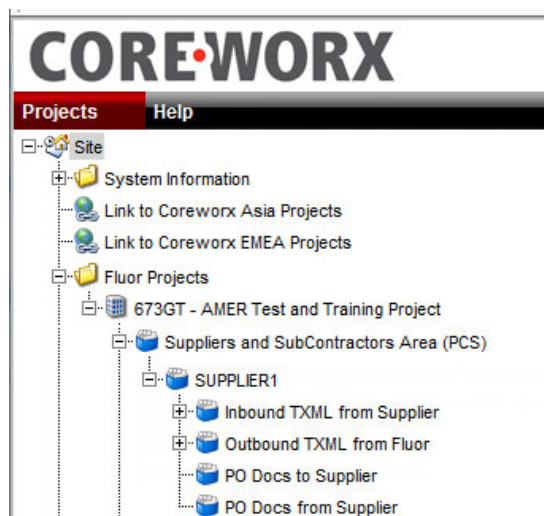 CORE•WORX
Projects Help
Site
System Information
Link to Coreworx Asia Projects
Link to Coreworx EMEA Projects
Fluor Projects
673GT - AMER Test and Training Project
Suppliers and SubContractors Area (PCS)
SUPPLIER1
Inbound TXML from Supplier
Outbound TXML from Fluor
PO Docs to Supplier
PO Docs from Supplier